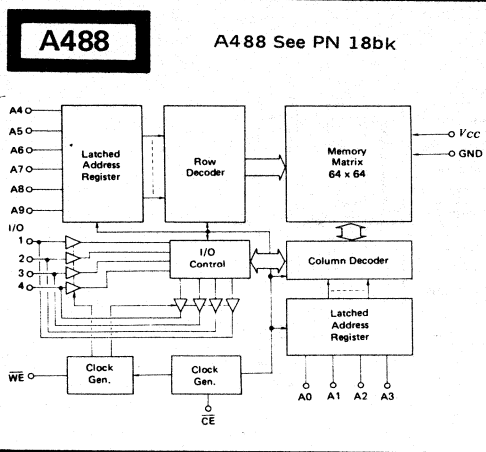 A488
A488 See PN 18bk
A4
A5
A6
A7
A8
A9
Latched
Address
Register
Row
Decoder
Memory
Matrix
64 x 64
VCC
GND
I/O
1
2
3
4
I/O
Control
Column Decoder
Latched
Address
Register
WE
Clock
Gen.
Clock
Gen.
CE
A0
A1
A2
A3